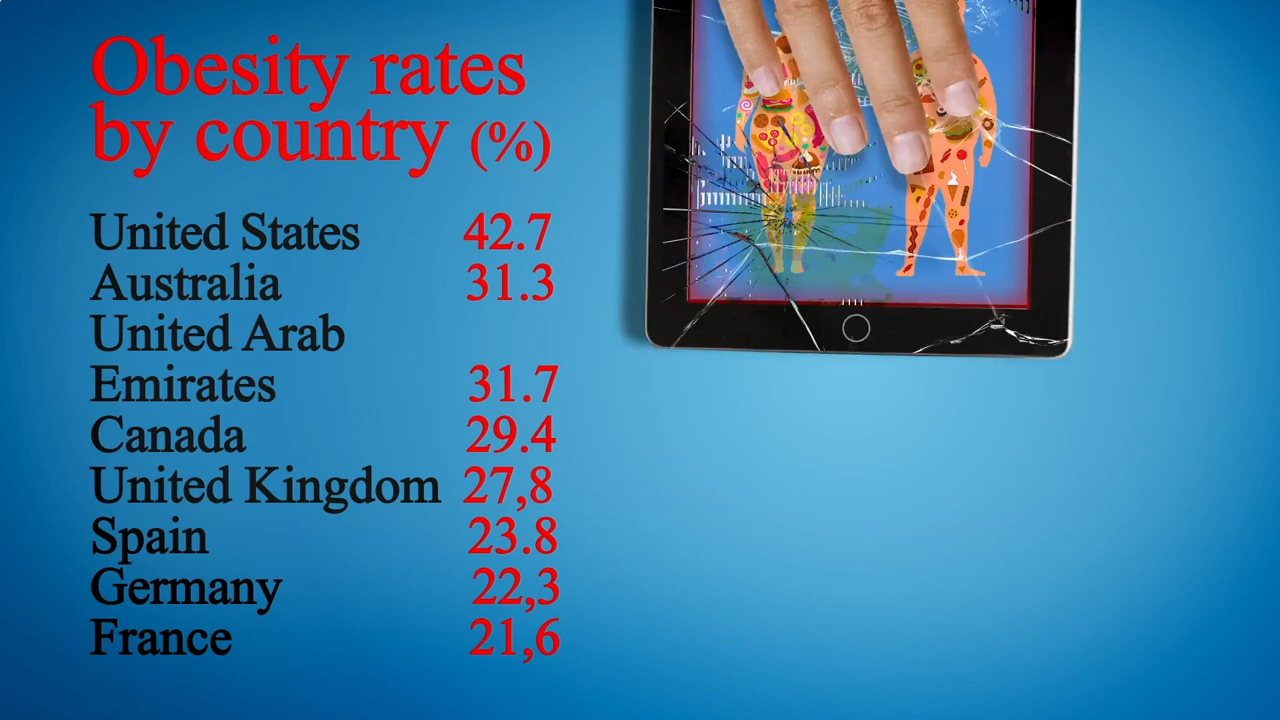 Obesity rates
by country (%)
United States 42.7
Australia 31.3
United Arab
Emirates 31.7
Canada 29.4
United Kingdom 27,8
Spain 23.8
Germany 22,3
France 21,6